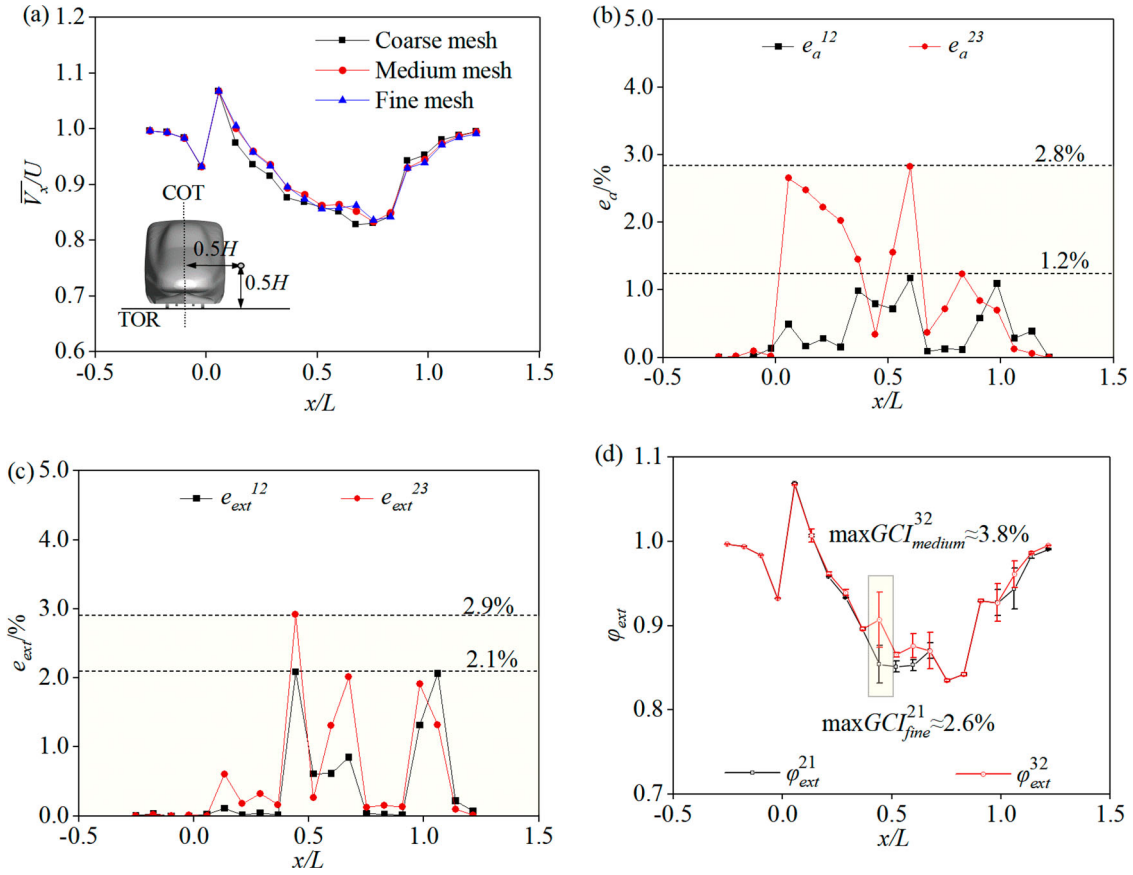 (a)
1.2
1.1
1.0
0.9
0.8
0.7
0.6
V̅x/U
Coarse mesh
Medium mesh
Fine mesh
COT
0.5H
0.5H
TOR
-0.5 0.0 0.5 1.0 1.5
x/L
(b)
5.0
4.0
3.0
2.0
1.0
0.0
ea/%
ea12 ea23
2.8%
1.2%
-0.5 0.0 0.5 1.0 1.5
x/L
(c)
5.0
4.0
3.0
2.0
1.0
0.0
eext/%
eext12 eext23
2.9%
2.1%
-0.5 0.0 0.5 1.0 1.5
x/L
(d)
1.1
1.0
0.9
0.8
0.7
φext
maxGCI32medium≈3.8%
maxGCI21fine≈2.6%
φext21 φext32
-0.5 0.0 0.5 1.0 1.5
x/L